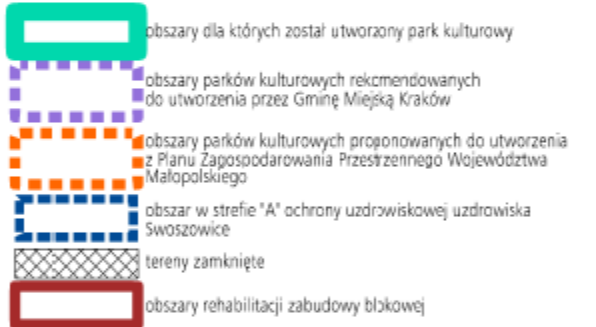 obszary dla których został utworzony park kulturowy
obszary parków kulturowych rekomendowanych
do utworzenia przez Gminę Miejską Kraków
obszary parków kulturowych proponowanych do utworzenia
z Planu Zagospodarowania Przestrzennego Województwa
Małopolskiego
obszar w strefie "A" ochrony uzdrowiskowej uzdrowiska
Swoszowice
tereny zamknięte
obszary rehabilitacji zabudowy blokowej